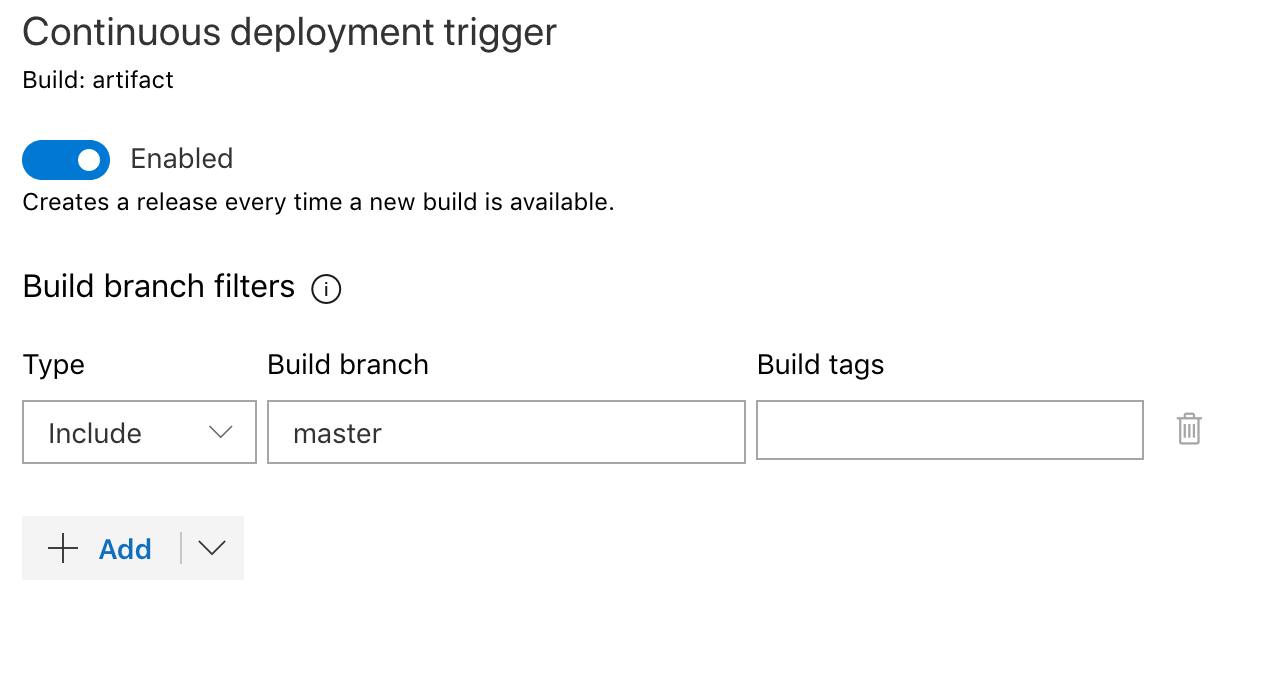 Continuous deployment trigger
Build: artifact
Enabled
Creates a release every time a new build is available.
Build branch filters
Type Build branch Build tags
Include master
Add